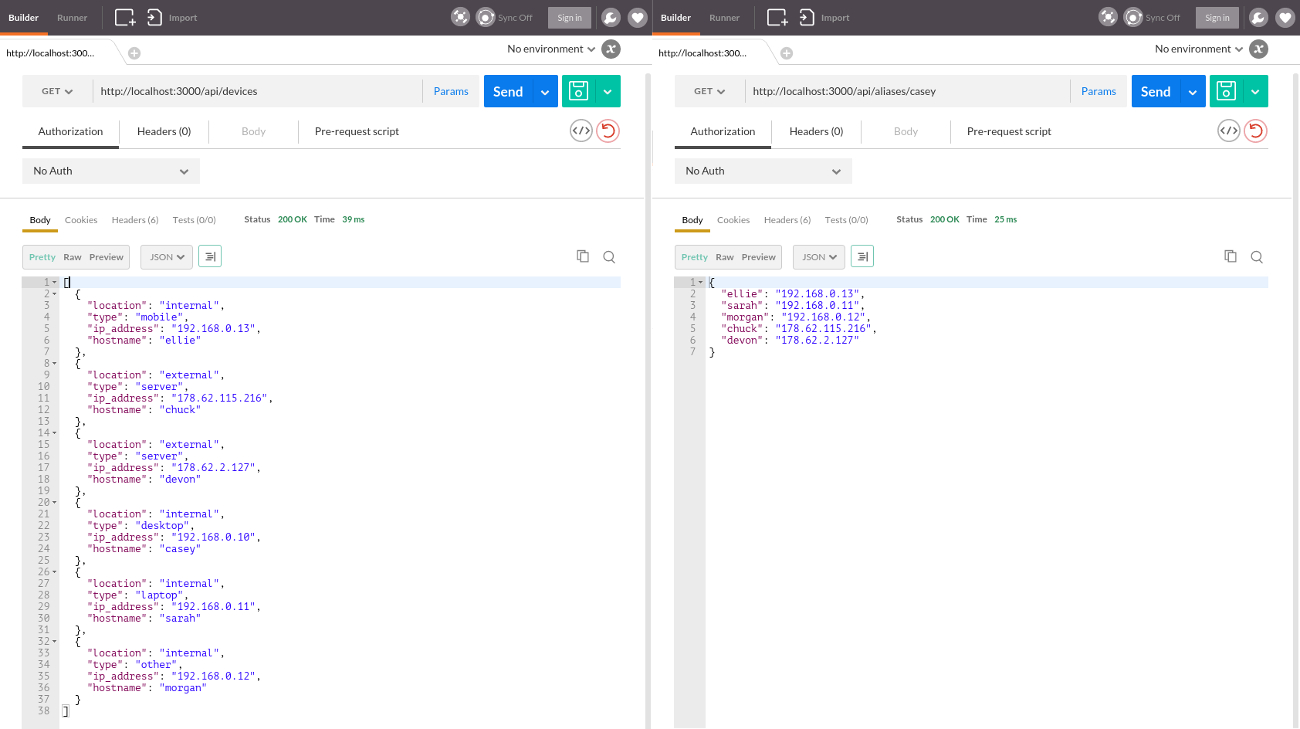 Builder Runner Import Sync Off Sign in
http://localhost:300... No environment
GET http://localhost:3000/api/devices Params Send
Authorization Headers (0) Body Pre-request script
No Auth
Body Cookies Headers (6) Tests (0/0) Status 200 OK Time 39 ms
Pretty Raw Preview JSON
1 [
2 {
3 "location": "internal",
4 "type": "mobile",
5 "ip_address": "192.168.0.13",
6 "hostname": "ellie"
7 },
8 {
9 "location": "external",
10 "type": "server",
11 "ip_address": "178.62.115.216",
12 "hostname": "chuck"
13 },
14 {
15 "location": "external",
16 "type": "server",
17 "ip_address": "178.62.2.127",
18 "hostname": "devon"
19 },
20 {
21 "location": "internal",
22 "type": "desktop",
23 "ip_address": "192.168.0.10",
24 "hostname": "casey"
25 },
26 {
27 "location": "internal",
28 "type": "laptop",
29 "ip_address": "192.168.0.11",
30 "hostname": "sarah"
31 },
32 {
33 "location": "internal",
34 "type": "other",
35 "ip_address": "192.168.0.12",
36 "hostname": "morgan"
37 }
38 ]
Builder Runner Import Sync Off Sign in
http://localhost:300... No environment
GET http://localhost:3000/api/aliases/casey Params Send
Authorization Headers (0) Body Pre-request script
No Auth
Body Cookies Headers (6) Tests (0/0) Status 200 OK Time 25 ms
Pretty Raw Preview JSON
1 {
2 "ellie": "192.168.0.13",
3 "sarah": "192.168.0.11",
4 "morgan": "192.168.0.12",
5 "chuck": "178.62.115.216",
6 "devon": "178.62.2.127"
7 }